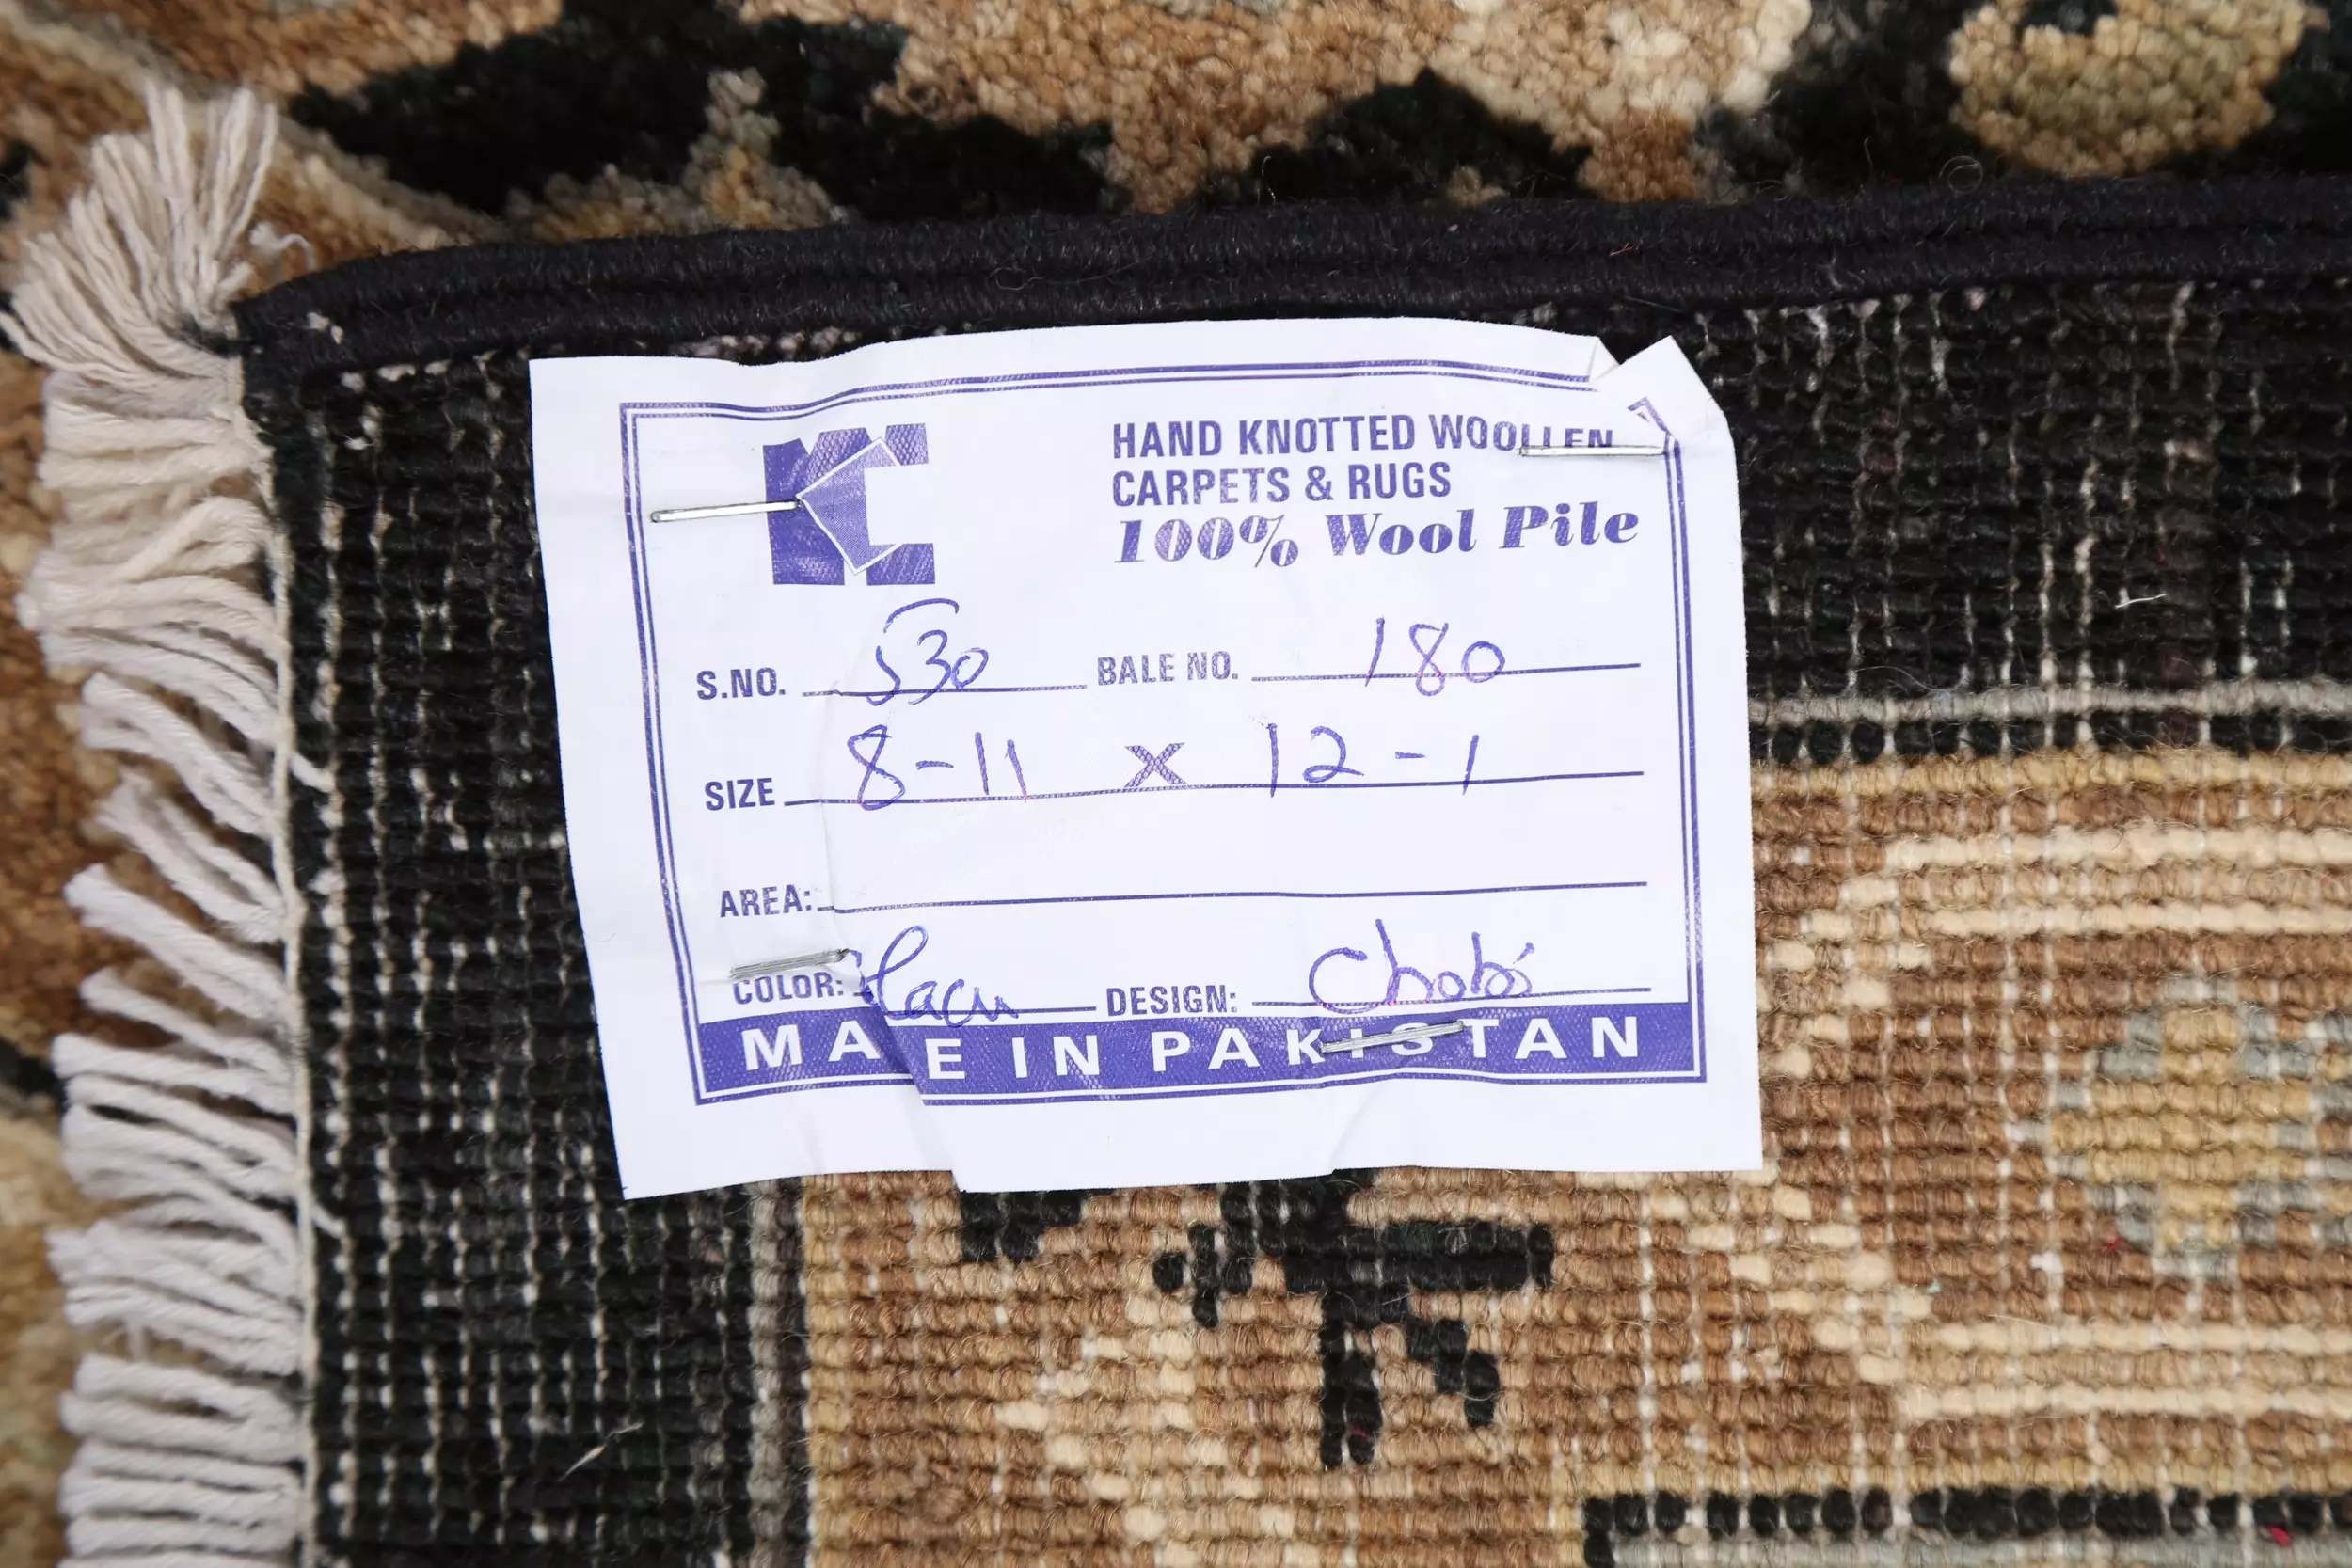 HAND KNOTTED WOOLLEN
CARPETS & RUGS
100% Wool Pile
S.NO. 530 BALE NO. 180
SIZE 8-11 X 12-1
AREA:
COLOR: DESIGN: Chobi
MADE IN PAKISTAN